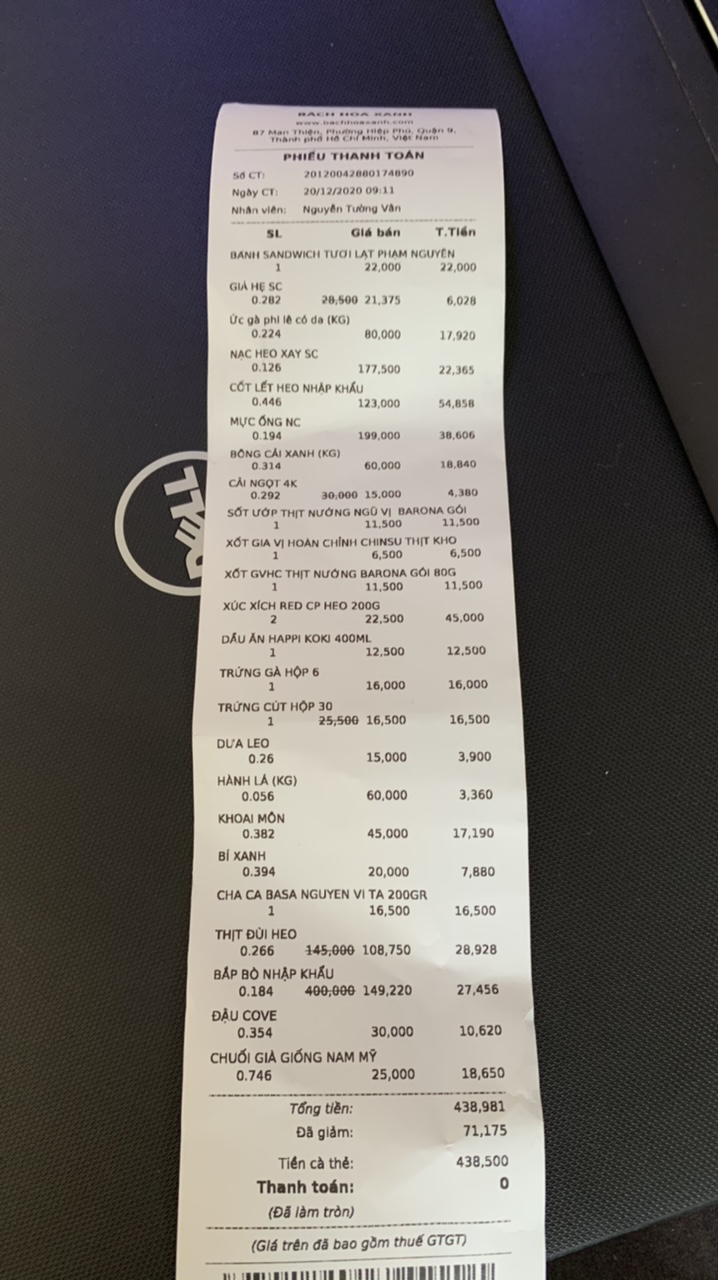 BACH HOA XANH
www.bachhoaxanh.com
87 Man Thiện, Phường Hiệp Phú, Quận 9,
Thành phố Hồ Chí Minh, Việt Nam
PHIẾU THANH TOÁN
Số CT: 20120042880174890
Ngày CT: 20/12/2020 09:11
Nhân viên: Nguyễn Tường Vân
SL Giá bán T.Tiền
BÁNH SANDWICH TƯƠI LẠT PHẠM NGUYÊN
1 22,000 22,000
GIÁ HẸ SC
0.282 28,500 21,375 6,028
Ức gà phi lê có da (KG)
0.224 80,000 17,920
NẠC HEO XAY SC
0.126 177,500 22,365
CỐT LẾT HEO NHẬP KHẨU
0.446 123,000 54,858
MỰC ỐNG NC
0.194 199,000 38,606
BÔNG CẢI XANH (KG)
0.314 60,000 18,840
CẢI NGỌT 4K
0.292 30,000 15,000 4,380
SỐT ƯỚP THỊT NƯỚNG NGŨ VỊ BARONA GÓI
1 11,500 11,500
XỐT GIA VỊ HOÀN CHỈNH CHINSU THỊT KHO
1 6,500 6,500
XỐT GVHC THỊT NƯỚNG BARONA GÓI 80G
1 11,500 11,500
XÚC XÍCH RED CP HEO 200G
2 22,500 45,000
DẦU ĂN HAPPI KOKI 400ML
1 12,500 12,500
TRỨNG GÀ HỘP 6
1 16,000 16,000
TRỨNG CÚT HỘP 30
1 25,500 16,500 16,500
DƯA LEO
0.26 15,000 3,900
HÀNH LÁ (KG)
0.056 60,000 3,360
KHOAI MÔN
0.382 45,000 17,190
BÍ XANH
0.394 20,000 7,880
CHA CA BASA NGUYEN VI TA 200GR
1 16,500 16,500
THỊT ĐÙI HEO
0.266 145,000 108,750 28,928
BẮP BÒ NHẬP KHẨU
0.184 400,000 149,220 27,456
ĐẬU COVE
0.354 30,000 10,620
CHUỐI GIÀ GIỐNG NAM MỸ
0.746 25,000 18,650
Tổng tiền: 438,981
Đã giảm: 71,175
Tiền cà thẻ: 438,500
Thanh toán: 0
(Đã làm tròn)
(Giá trên đã bao gồm thuế GTGT)
DELL